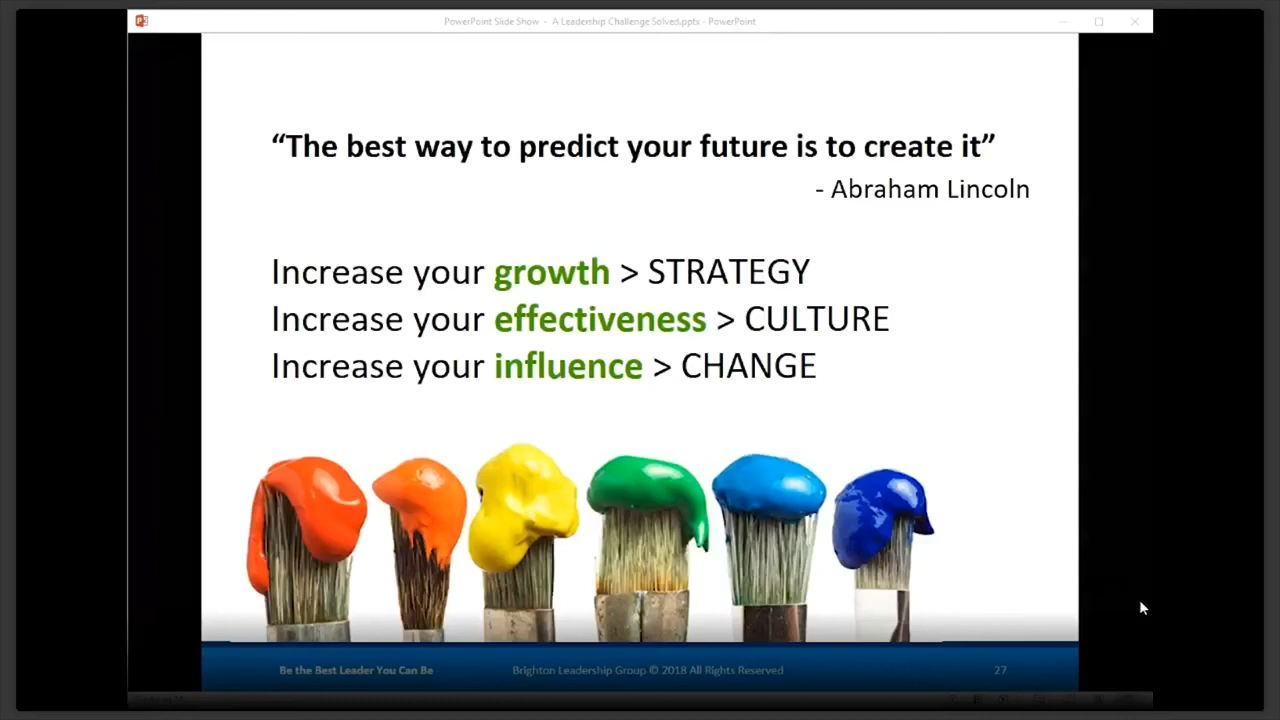 PowerPoint Slide Show - A Leadership Challenge Solved.ppts - PowerPoint
“The best way to predict your future is to create it”
- Abraham Lincoln
Increase your growth > STRATEGY
Increase your effectiveness > CULTURE
Increase your influence > CHANGE
Be the Best Leader You Can Be
Brighton Leadership Group © 2018 All Rights Reserved
27